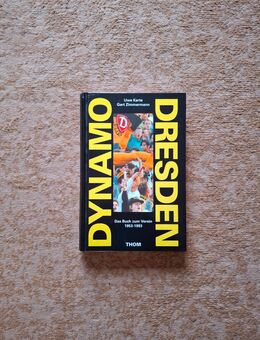 Uwe Karte
Gert Zimmermann
DYNAMO
DRESDEN
D
Das Buch zum Verein
1953-1993
THOM